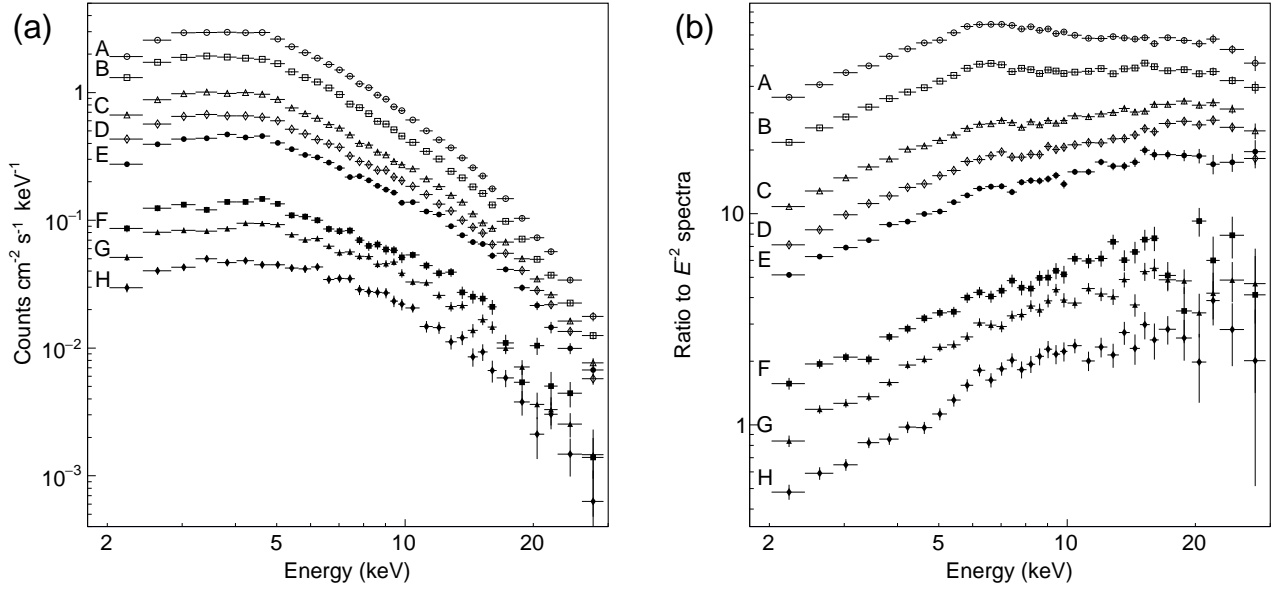 (a)
A
B
C
D
E
F
G
H
1
10⁻¹
10⁻²
10⁻³
2
5
10
20
Counts cm⁻² s⁻¹ keV⁻¹
Energy (keV)
(b)
A
B
C
D
E
F
G
H
10
1
2
5
10
20
Ratio to E⁻² spectra
Energy (keV)